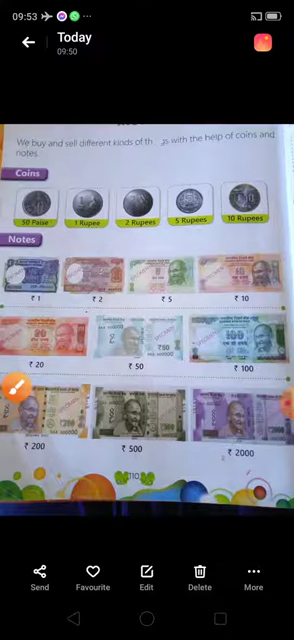 09:53
Today
09:50
We buy and sell different kinds of with the help of coins and
notes.
Coins
50 Paise
1 Rupee
2 Rupees
5 Rupees
10 Rupees
Notes
₹ 1
₹ 2
₹ 5
₹ 10
₹ 20
₹ 50
₹ 100
₹ 200
₹ 500
₹ 2000
110
Send
Favourite
Edit
Delete
More